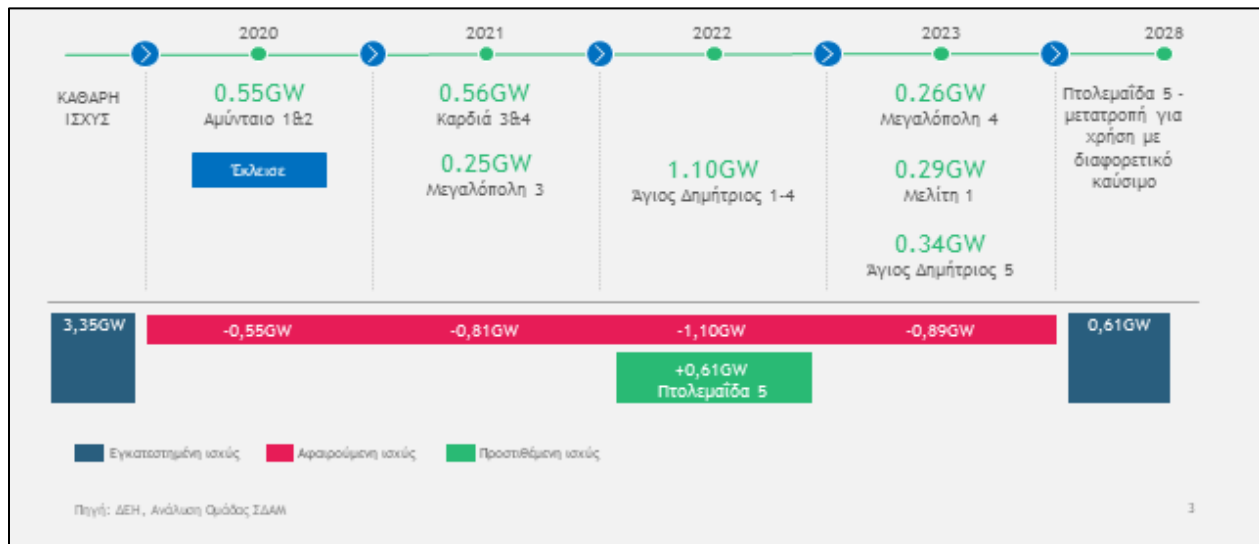 2020
2021
2022
2023
2028
ΚΑΘΑΡΗ
ΙΣΧΥΣ
0.55GW
Αμύνταιο 1&2
Έκλεισε
0.56GW
Καρδιά 3&4
0.25GW
Μεγαλόπολη 3
1.10GW
Άγιος Δημήτριος 1-4
0.26GW
Μεγαλόπολη 4
0.29GW
Μελίτη 1
0.34GW
Άγιος Δημήτριος 5
Πτολεμαΐδα 5 -
μετατροπή για
χρήση με
διαφορετικό
καύσιμο
3,35GW
-0,55GW
-0,81GW
-1,10GW
-0,89GW
0,61GW
+0,61GW
Πτολεμαΐδα 5
Εγκατεστημένη ισχύς
Αφαιρούμενη ισχύς
Προστιθέμενη ισχύς
Πηγή: ΔΕΗ, Ανάλυση Ομάδας ΣΔΑΜ
3